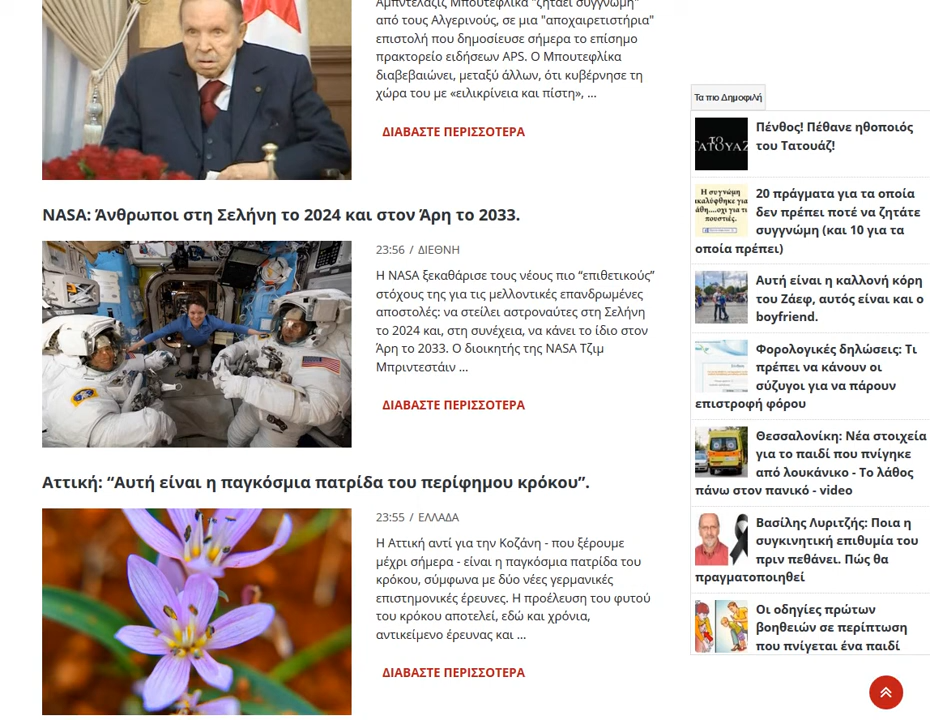 Αμπντελαζίζ Μπουτεφλίκα "ζητάει συγγνώμη"
από τους Αλγερινούς, σε μια "αποχαιρετιστήρια"
επιστολή που δημοσίευσε σήμερα το επίσημο
πρακτορείο ειδήσεων APS. Ο Μπουτεφλίκα
διαβεβαιώνει, μεταξύ άλλων, ότι κυβέρνησε τη
χώρα του με «ειλικρίνεια και πίστη», ...
ΔΙΑΒΑΣΤΕ ΠΕΡΙΣΣΟΤΕΡΑ
NASA: Άνθρωποι στη Σελήνη το 2024 και στον Άρη το 2033.
23:56 / ΔΙΕΘΝΗ
Η NASA ξεκαθάρισε τους νέους πιο “επιθετικούς”
στόχους της για τις μελλοντικές επανδρωμένες
αποστολές: να στείλει αστροναύτες στη Σελήνη
το 2024 και, στη συνέχεια, να κάνει το ίδιο στον
Άρη το 2033. Ο διοικητής της NASA Τζιμ
Μπριντεστάιν ...
ΔΙΑΒΑΣΤΕ ΠΕΡΙΣΣΟΤΕΡΑ
Αττική: “Αυτή είναι η παγκόσμια πατρίδα του περίφημου κρόκου”.
23:55 / ΕΛΛΑΔΑ
Η Αττική αντί για την Κοζάνη - που ξέρουμε
μέχρι σήμερα - είναι η παγκόσμια πατρίδα του
κρόκου, σύμφωνα με δύο νέες γερμανικές
επιστημονικές έρευνες. Η προέλευση του φυτού
του κρόκου αποτελεί, εδώ και χρόνια,
αντικείμενο έρευνας και ...
ΔΙΑΒΑΣΤΕ ΠΕΡΙΣΣΟΤΕΡΑ
Τα πιο Δημοφιλή
ΤΟ
ΤΑΤΟΥΑΖ
Πένθος! Πέθανε ηθοποιός
του Τατουάζ!
Η συγνώμη
για τι
πουστιές.
20 πράγματα για τα οποία
δεν πρέπει ποτέ να ζητάτε
συγγνώμη (και 10 για τα
οποία πρέπει)
Αυτή είναι η καλλονή κόρη
του Ζάεφ, αυτός είναι και ο
boyfriend.
Φορολογικές δηλώσεις: Τι
πρέπει να κάνουν οι
σύζυγοι για να πάρουν
επιστροφή φόρου
Θεσσαλονίκη: Νέα στοιχεία
για το παιδί που πνίγηκε
από λουκάνικο - Το λάθος
πάνω στον πανικό - video
Βασίλης Λυριτζής: Ποια η
συγκινητική επιθυμία του
πριν πεθάνει. Πώς θα
πραγματοποιηθεί
Οι οδηγίες πρώτων
βοηθειών σε περίπτωση
που πνίγεται ένα παιδί